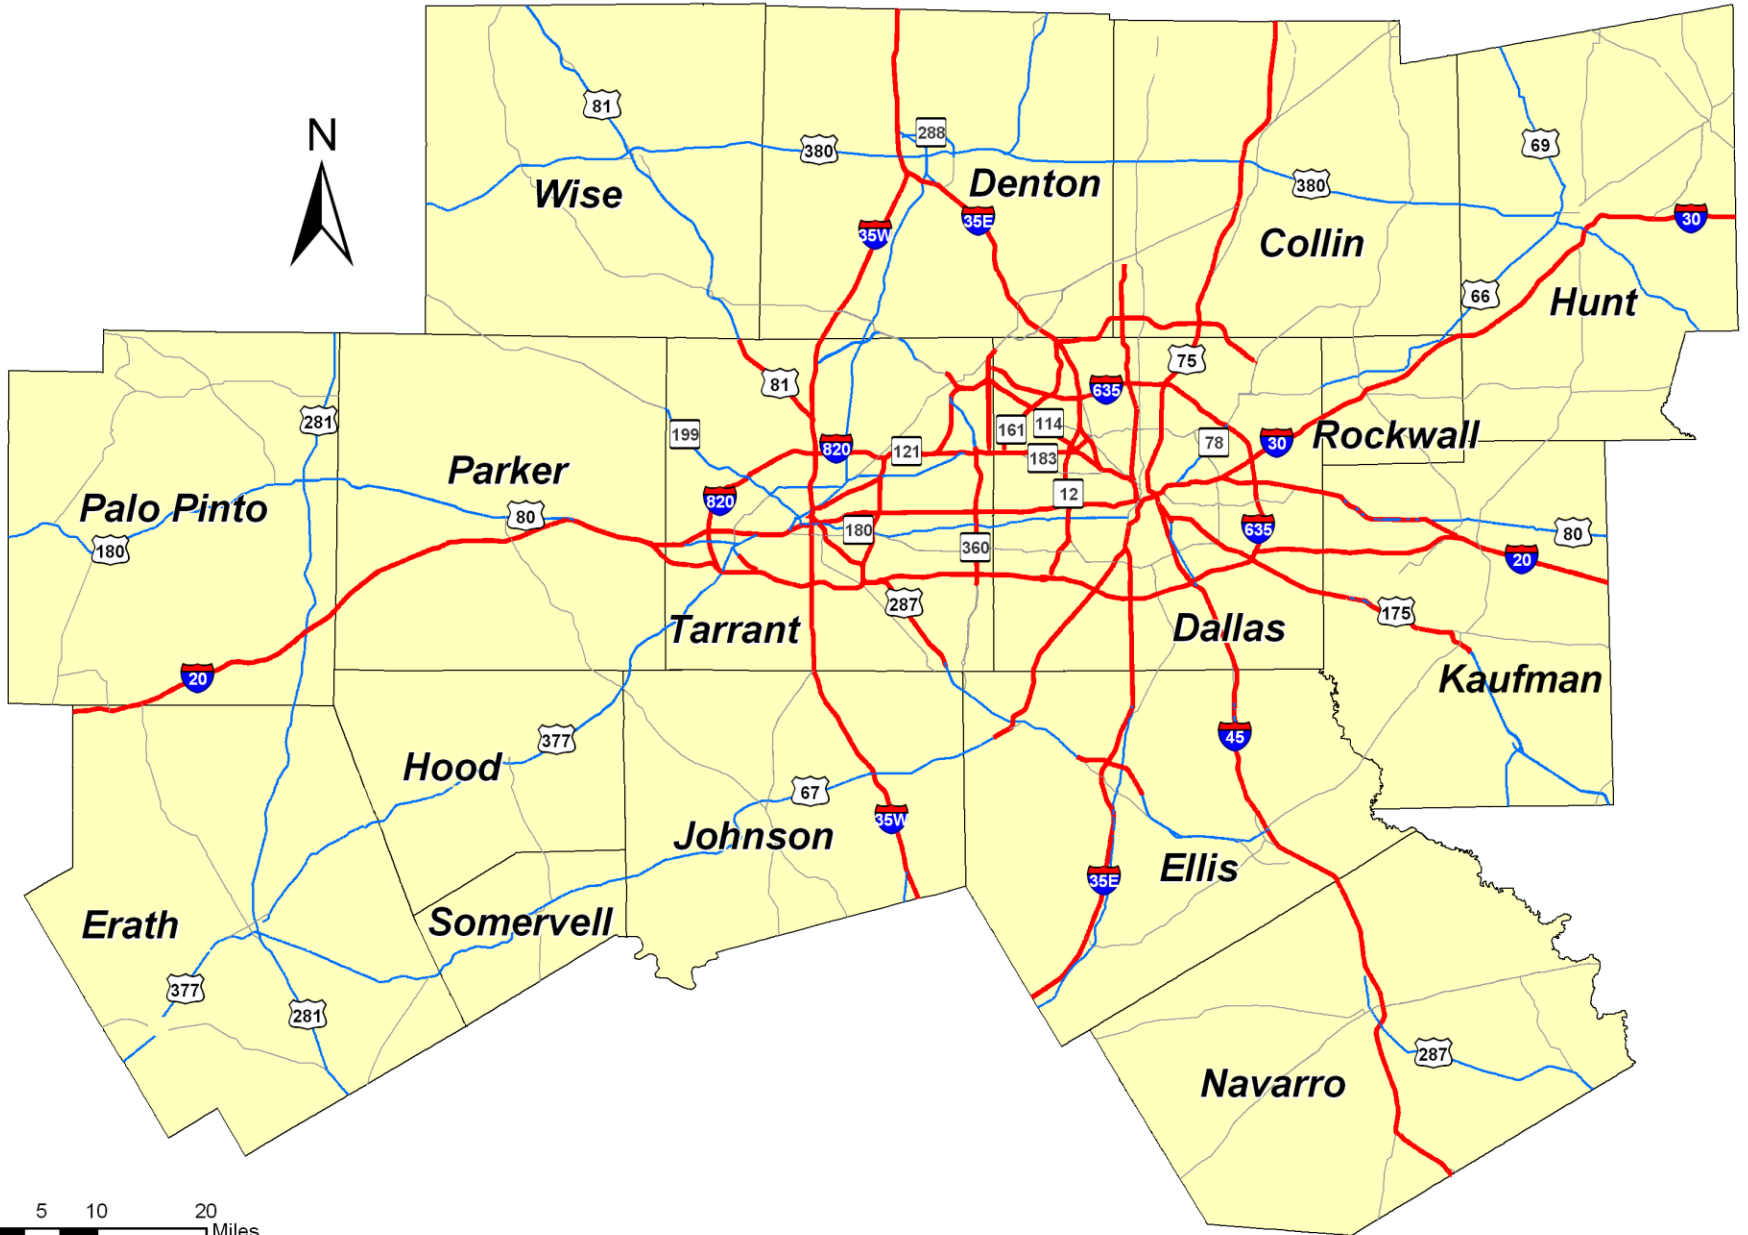 N
81
288
380
69
Denton
Wise
380
35W
35E
30
Collin
66
Hunt
75
81
635
281
199
161
114
78
30
Rockwall
820
121
183
Parker
820
12
Palo Pinto
80
180
360
635
80
180
20
287
175
Tarrant
Dallas
20
Kaufman
377
45
Hood
67
35W
Johnson
35E
Ellis
Erath
Somervell
377
281
287
Navarro
5 10 20
Miles